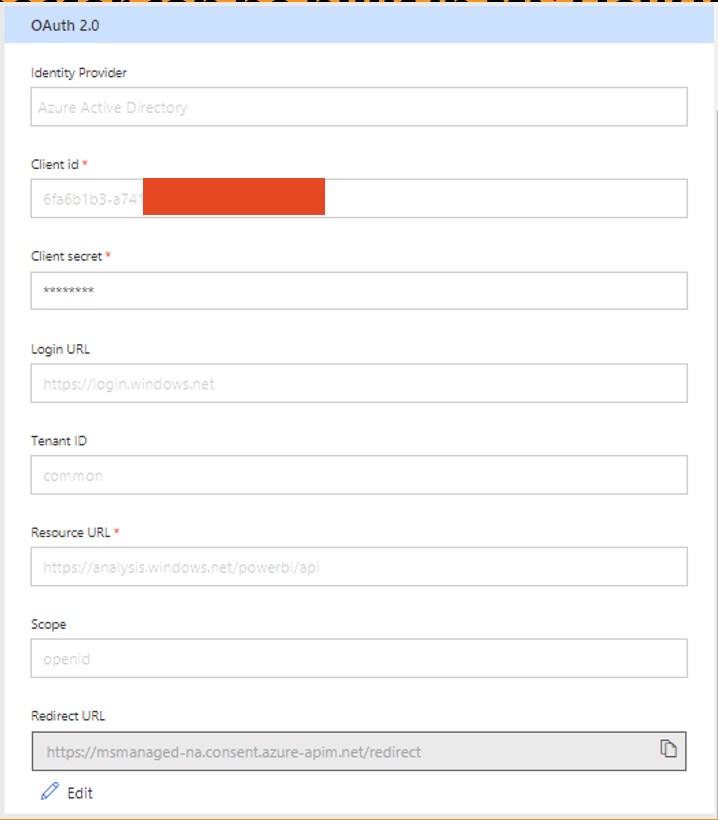 OAuth 2.0
Identity Provider
Azure Active Directory
Client id *
6fa6b1b3-a741
Client secret *
********
Login URL
https://login.windows.net
Tenant ID
common
Resource URL *
https://analysis.windows.net/powerbi/api
Scope
openid
Redirect URL
https://msmanaged-na.consent.azure-apim.net/redirect
Edit